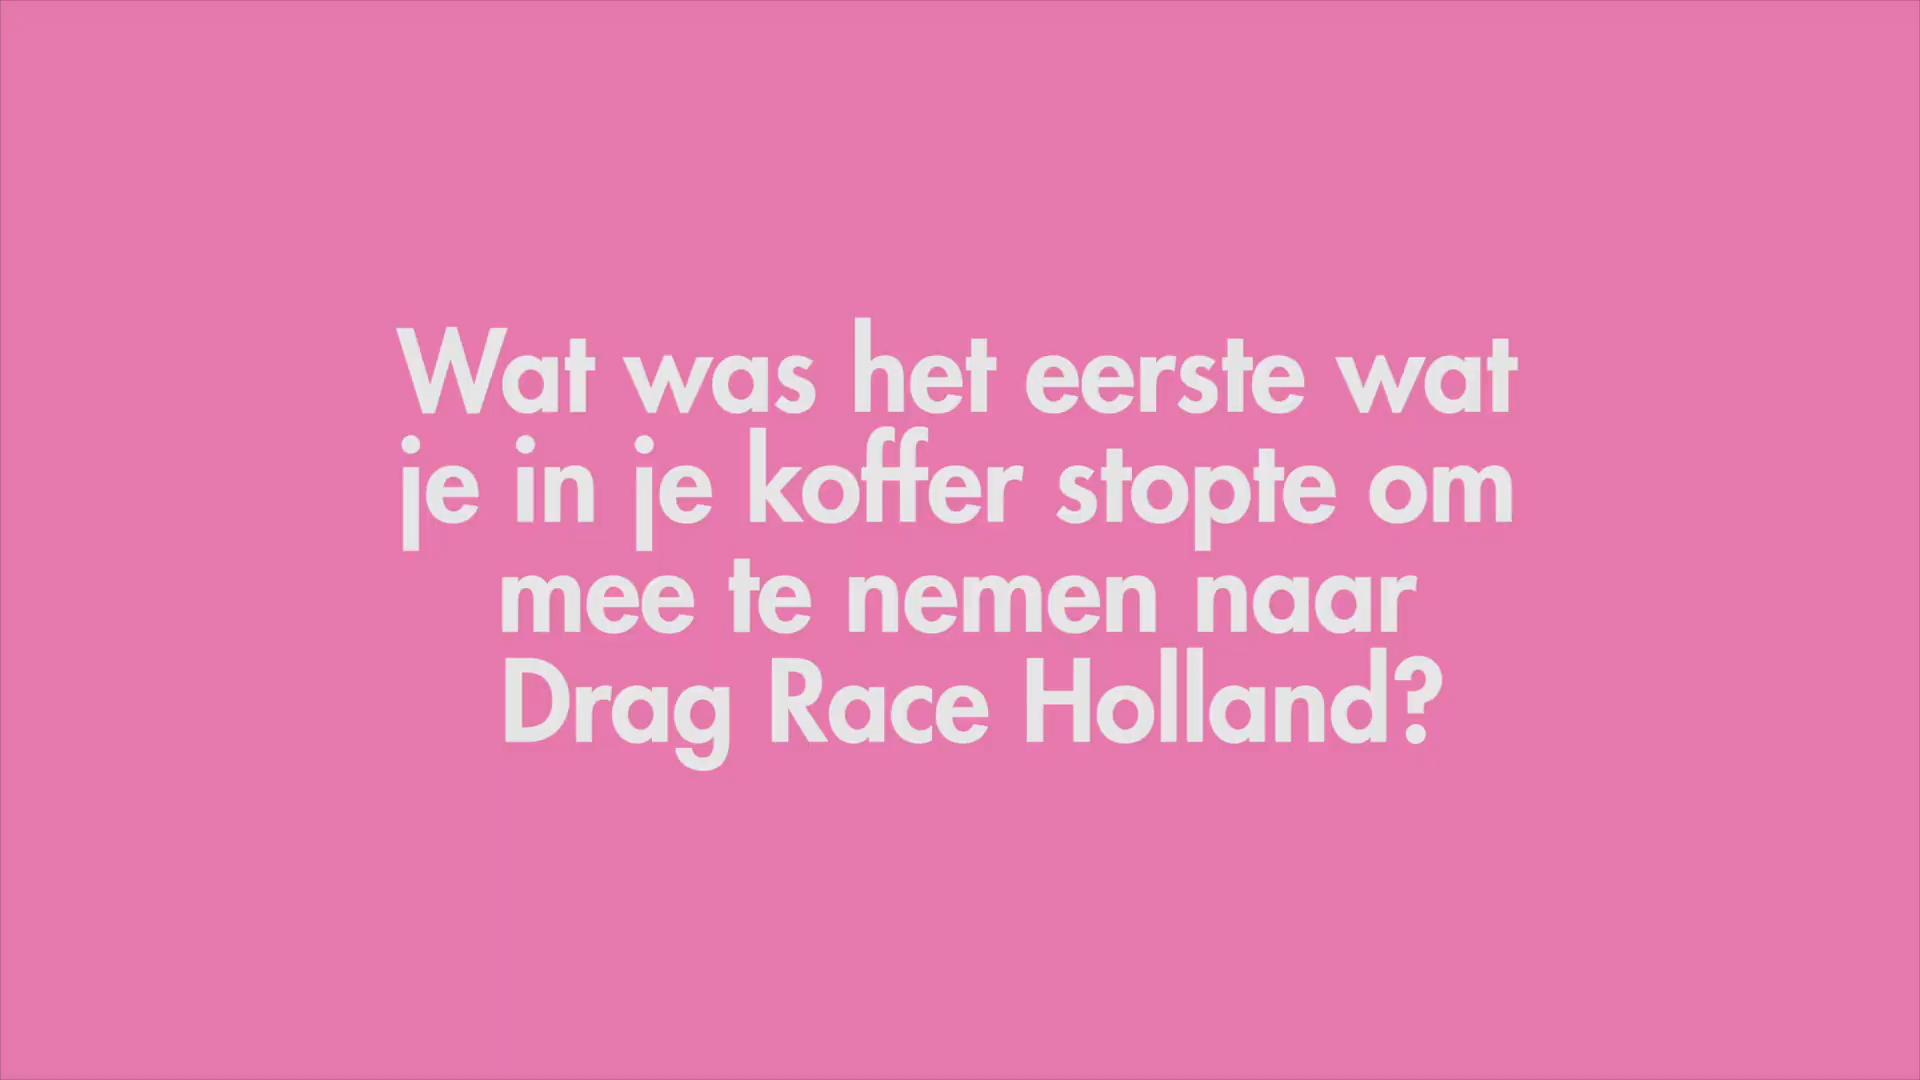 Wat was het eerste wat
je in je koffer stopte om
mee te nemen naar
Drag Race Holland?